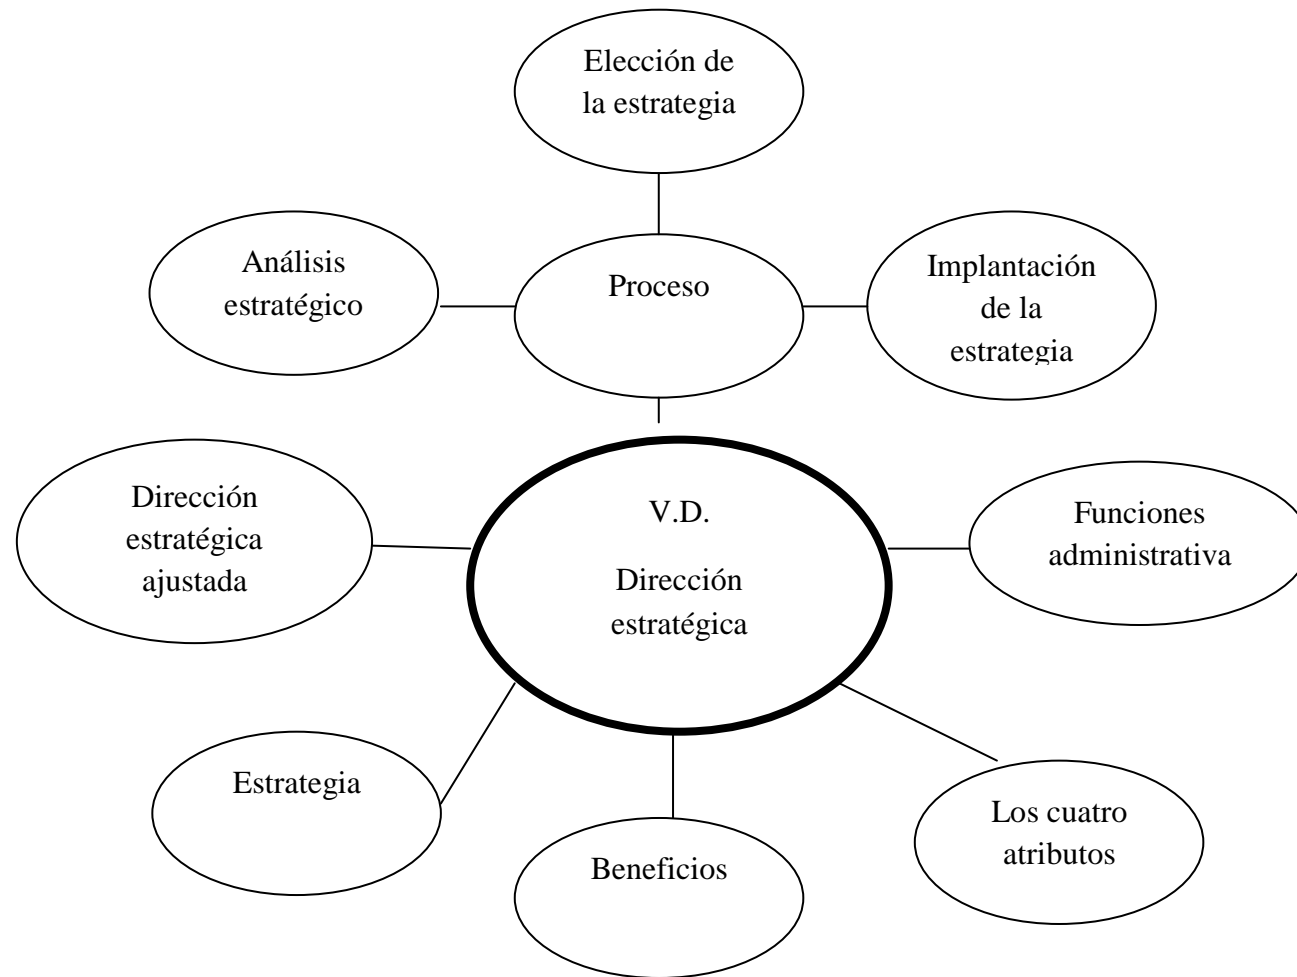 Elección de
la estrategia
Análisis
estratégico
Proceso
Implantación
de la
estrategia
Dirección
estratégica
ajustada
V.D.
Dirección
estratégica
Funciones
administrativa
Estrategia
Beneficios
Los cuatro
atributos